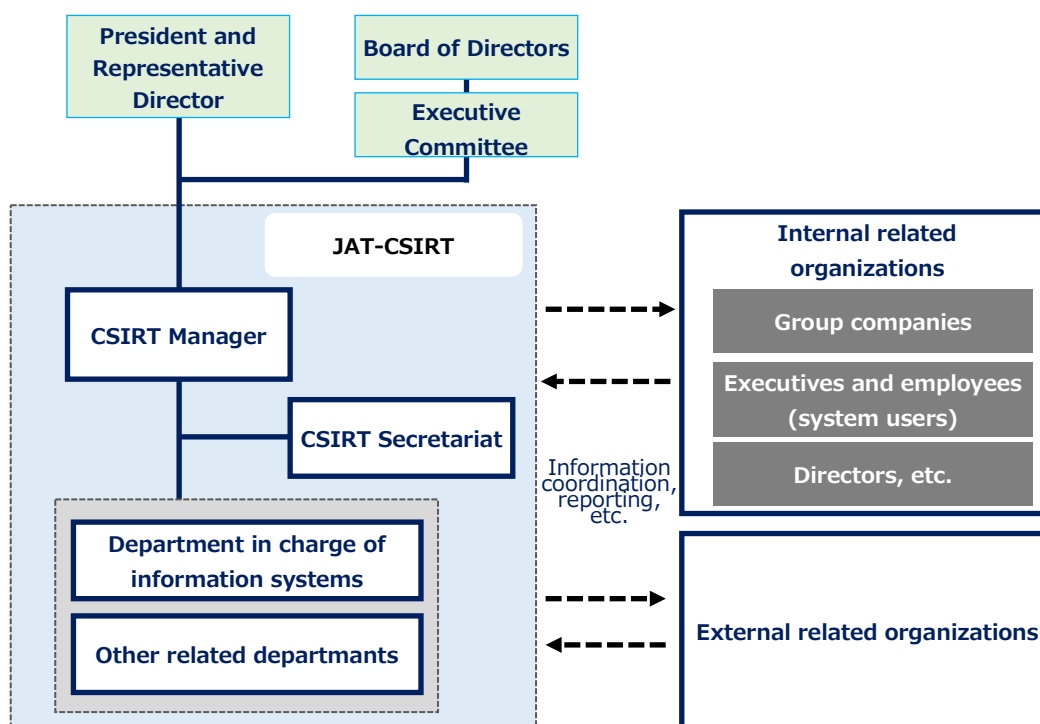 President and
Representative
Director
Board of Directors
Executive
Committee
JAT-CSIRT
CSIRT Manager
CSIRT Secretariat
Department in charge of
information systems
Other related departmants
Information
coordination,
reporting,
etc.
Internal related
organizations
Group companies
Executives and employees
(system users)
Directors, etc.
External related organizations